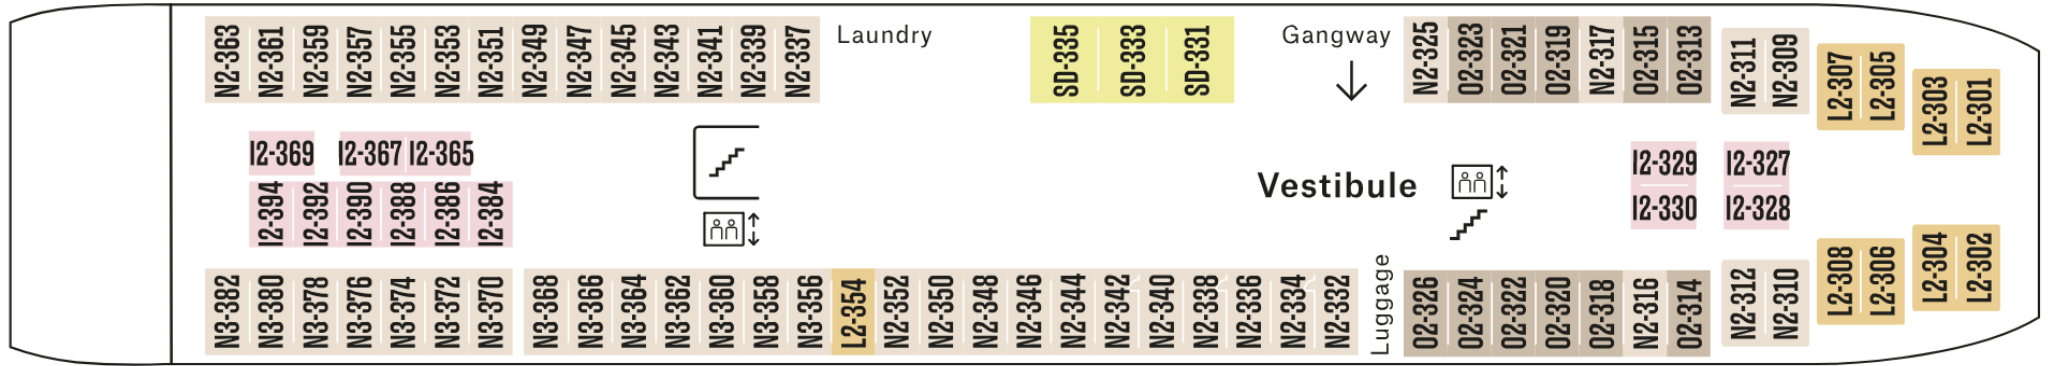 N2-363 N2-361 N2-359 N2-357 N2-355 N2-353 N2-351 N2-349 N2-347 N2-345 N2-343 N2-341 N2-339 N2-337
Laundry
SD-335 SD-333 SD-331
Gangway
N2-325 O2-323 O2-321 O2-319 N2-317 O2-315 O2-313
N2-311 N2-309
L2-307 L2-305
L2-303 L2-301
I2-369 I2-367 I2-365
I2-394 I2-392 I2-390 I2-388 I2-386 I2-384
Vestibule
I2-329 I2-327
I2-330 I2-328
N3-382 N3-380 N3-378 N3-376 N3-374 N3-372 N3-370
N3-368 N3-366 N3-364 N3-362 N3-360 N3-358 N3-356 L2-354 N2-352 N2-350 N2-348 N2-346 N2-344 N2-342 N2-340 N2-338 N2-336 N2-334 N2-332
Luggage
O2-326 O2-324 O2-322 O2-320 O2-318 N2-316 O2-314
N2-312 N2-310
L2-308 L2-306
L2-304 L2-302